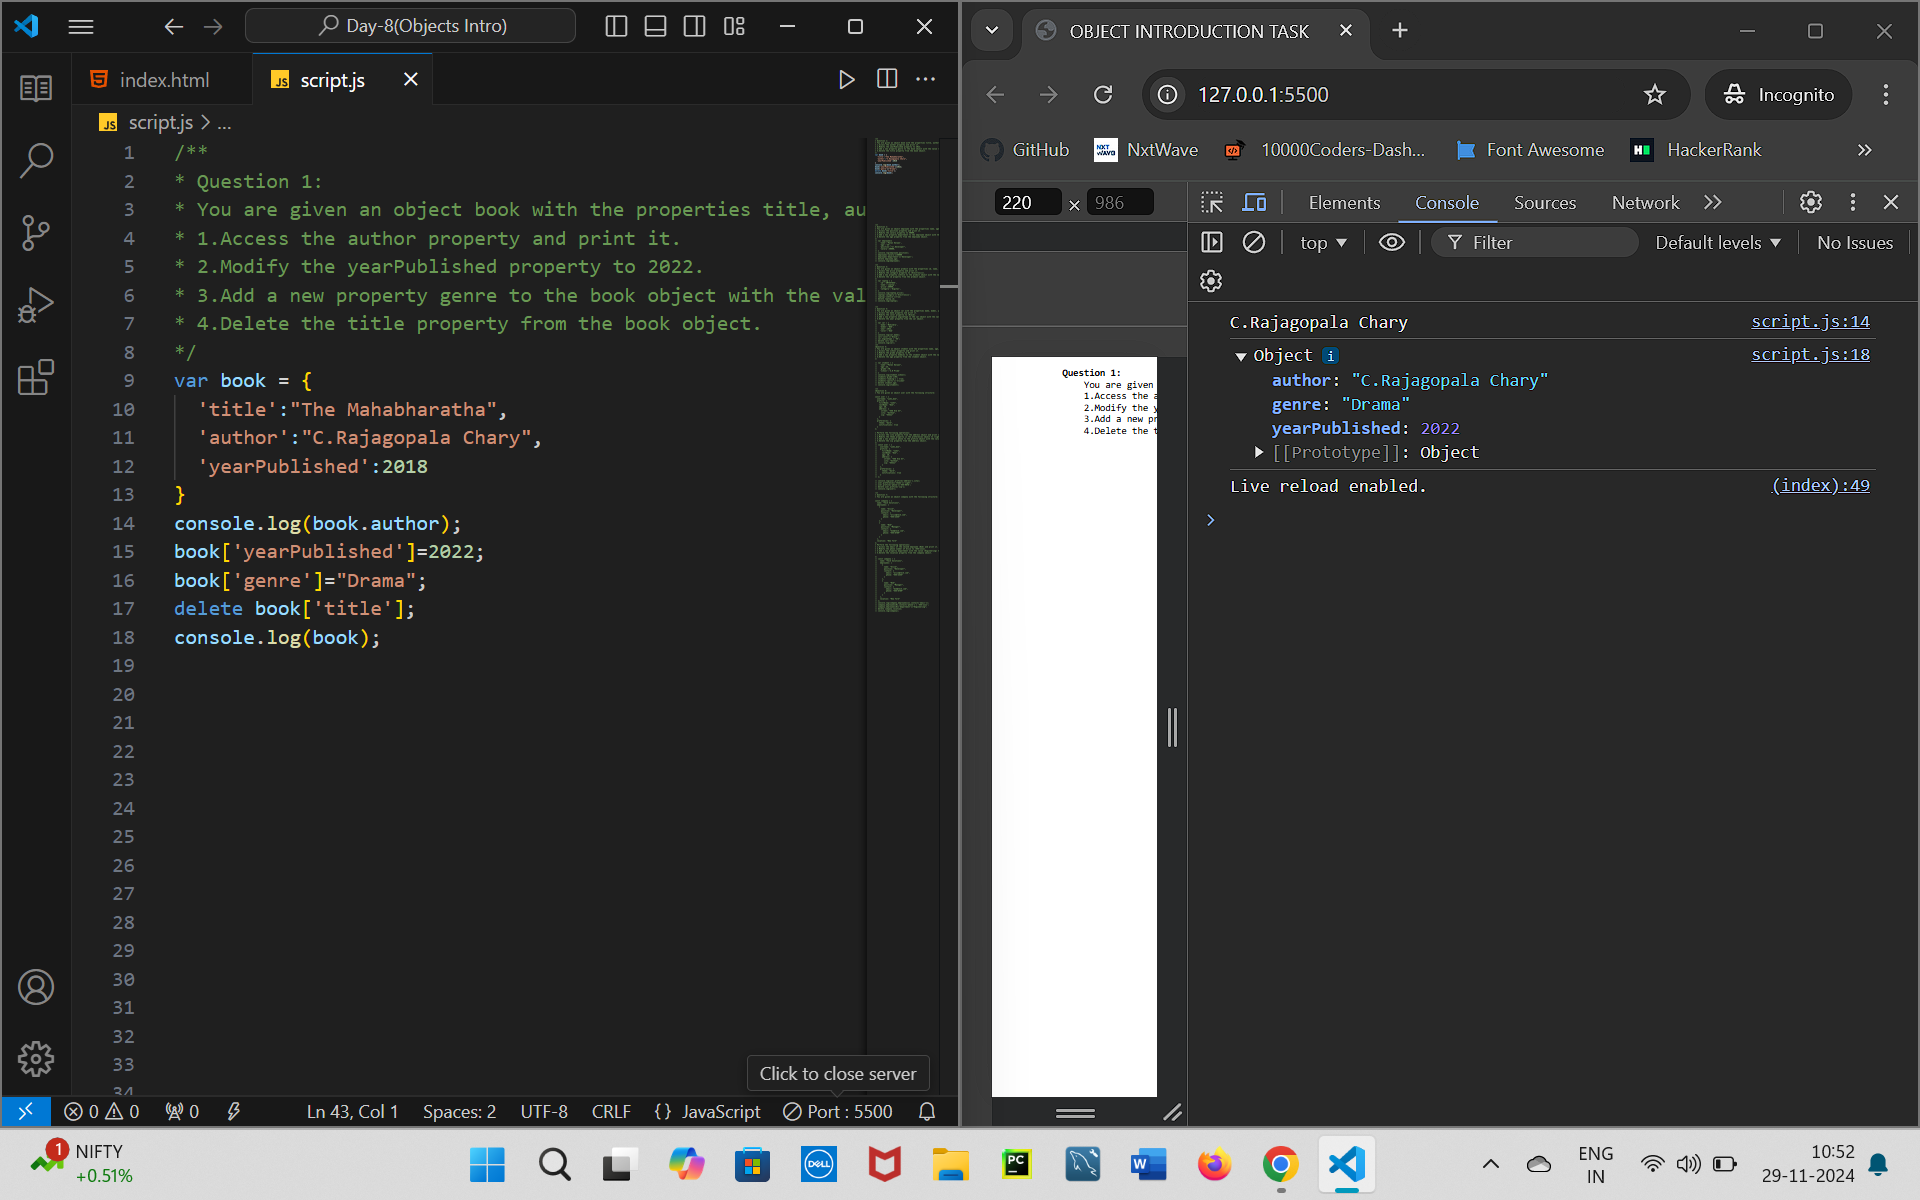 Day-8(Objects Intro)
index.html
script.js
script.js > ...
1 /**
2 * Question 1:
3 * You are given an object book with the properties title, au
4 * 1.Access the author property and print it.
5 * 2.Modify the yearPublished property to 2022.
6 * 3.Add a new property genre to the book object with the val
7 * 4.Delete the title property from the book object.
8 */
9 var book = {
10 'title':"The Mahabharatha",
11 'author':"C.Rajagopala Chary",
12 'yearPublished':2018
13 }
14 console.log(book.author);
15 book['yearPublished']=2022;
16 book['genre']="Drama";
17 delete book['title'];
18 console.log(book);
19
20
21
22
23
24
25
26
27
28
29
30
31
32
33
34
Click to close server
0 0 0 Ln 43, Col 1 Spaces: 2 UTF-8 CRLF {} JavaScript Port : 5500
OBJECT INTRODUCTION TASK
127.0.0.1:5500
Incognito
GitHub NxtWave 10000Coders-Dash... Font Awesome HackerRank
220 × 986
Elements Console Sources Network
top Filter Default levels No Issues
Question 1:
You are given
1.Access the a
2.Modify the y
3.Add a new pr
4.Delete the t
C.Rajagopala Chary script.js:14
Object i script.js:18
author: "C.Rajagopala Chary"
genre: "Drama"
yearPublished: 2022
[[Prototype]]: Object
Live reload enabled. (index):49
1
NIFTY
+0.51%
ENG
IN
10:52
29-11-2024